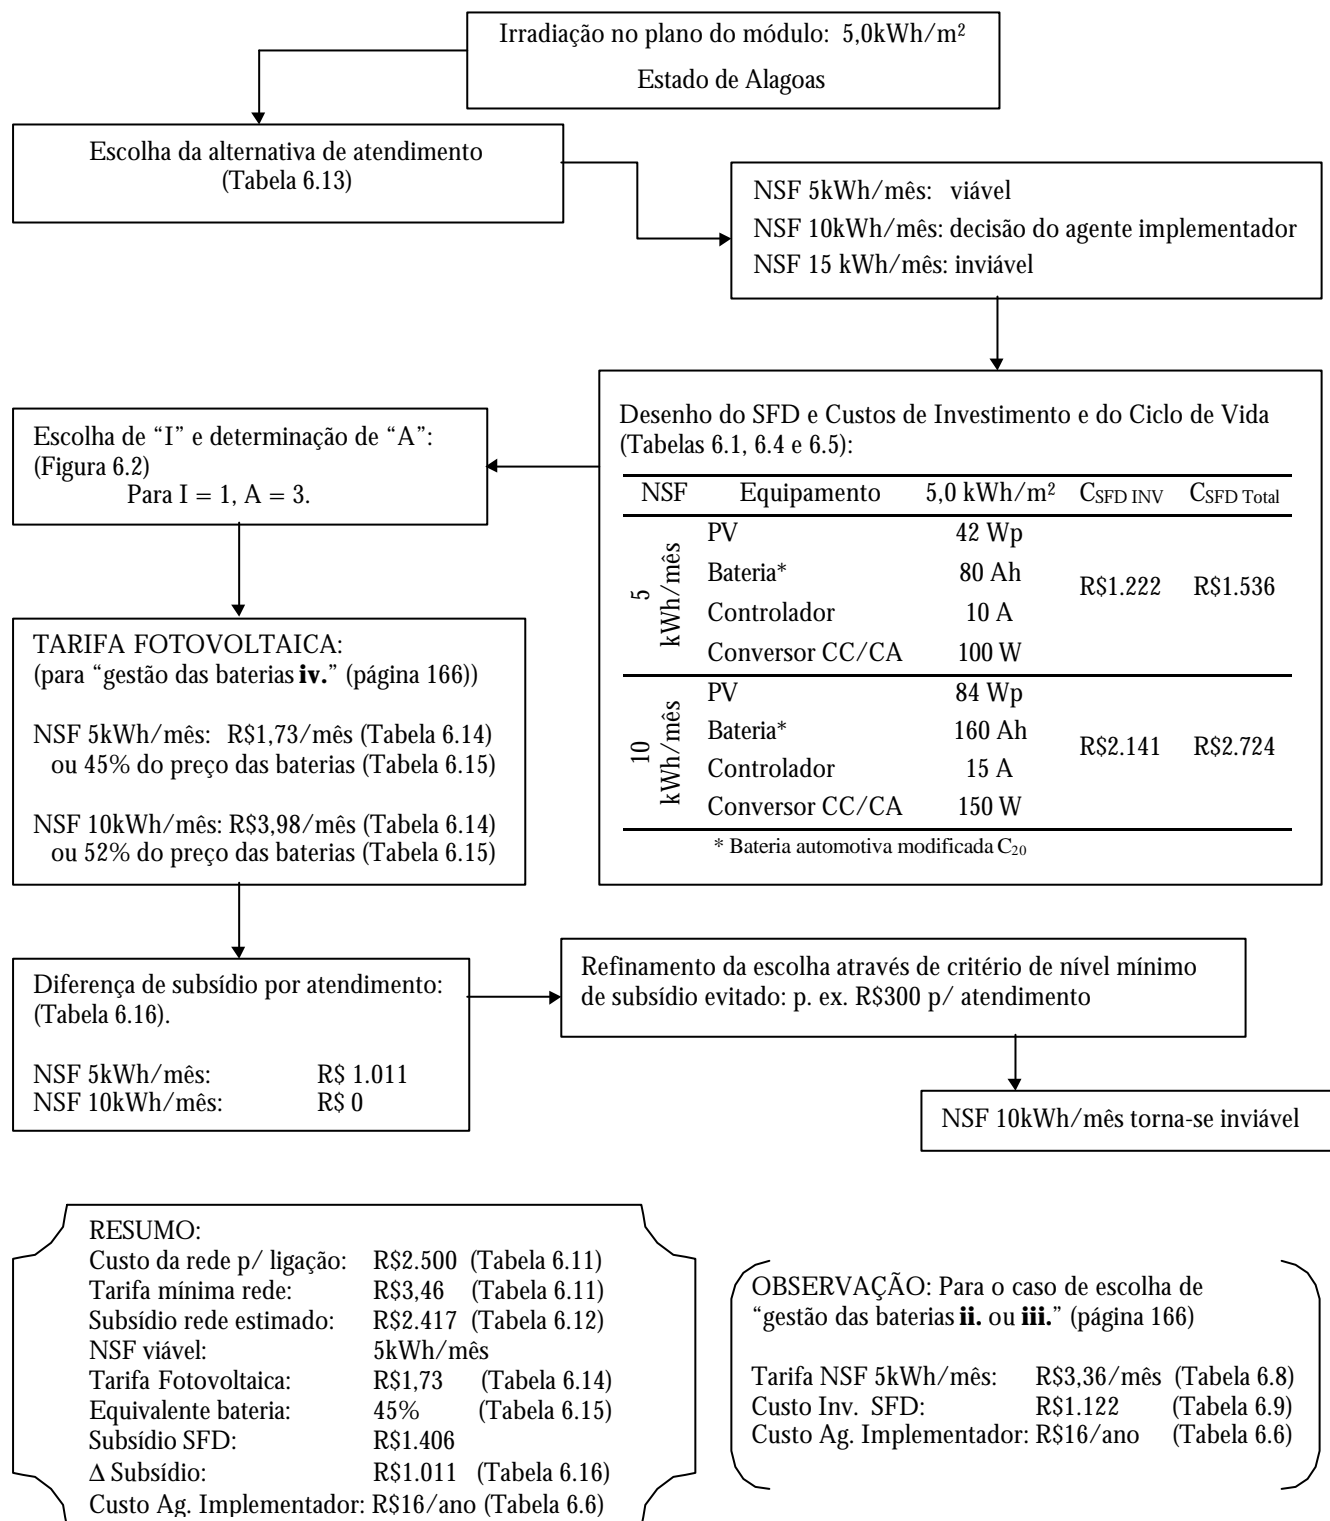 Irradiação no plano do módulo: 5,0kWh/m²
Estado de Alagoas
Escolha da alternativa de atendimento
(Tabela 6.13)
NSF 5kWh/mês: viável
NSF 10kWh/mês: decisão do agente implementador
NSF 15 kWh/mês: inviável
Desenho do SFD e Custos de Investimento e do Ciclo de Vida
(Tabelas 6.1, 6.4 e 6.5):
NSF Equipamento 5,0 kWh/m² CSFD INV CSFD Total
5 kWh/mês
PV 42 Wp
Bateria* 80 Ah
R$1.222 R$1.536
Controlador 10 A
Conversor CC/CA 100 W
10 kWh/mês
PV 84 Wp
Bateria* 160 Ah
R$2.141 R$2.724
Controlador 15 A
Conversor CC/CA 150 W
* Bateria automotiva modificada C20
Escolha de “I” e determinação de “A”:
(Figura 6.2)
Para I = 1, A = 3.
TARIFA FOTOVOLTAICA:
(para “gestão das baterias iv.” (página 166))
NSF 5kWh/mês: R$1,73/mês (Tabela 6.14)
ou 45% do preço das baterias (Tabela 6.15)
NSF 10kWh/mês: R$3,98/mês (Tabela 6.14)
ou 52% do preço das baterias (Tabela 6.15)
Diferença de subsídio por atendimento:
(Tabela 6.16).
NSF 5kWh/mês: R$ 1.011
NSF 10kWh/mês: R$ 0
Refinamento da escolha através de critério de nível mínimo
de subsídio evitado: p. ex. R$300 p/ atendimento
NSF 10kWh/mês torna-se inviável
RESUMO:
Custo da rede p/ ligação: R$2.500 (Tabela 6.11)
Tarifa mínima rede: R$3,46 (Tabela 6.11)
Subsídio rede estimado: R$2.417 (Tabela 6.12)
NSF viável: 5kWh/mês
Tarifa Fotovoltaica: R$1,73 (Tabela 6.14)
Equivalente bateria: 45% (Tabela 6.15)
Subsídio SFD: R$1.406
Δ Subsídio: R$1.011 (Tabela 6.16)
Custo Ag. Implementador: R$16/ano (Tabela 6.6)
OBSERVAÇÃO: Para o caso de escolha de
“gestão das baterias ii. ou iii.” (página 166)
Tarifa NSF 5kWh/mês: R$3,36/mês (Tabela 6.8)
Custo Inv. SFD: R$1.122 (Tabela 6.9)
Custo Ag. Implementador: R$16/ano (Tabela 6.6)